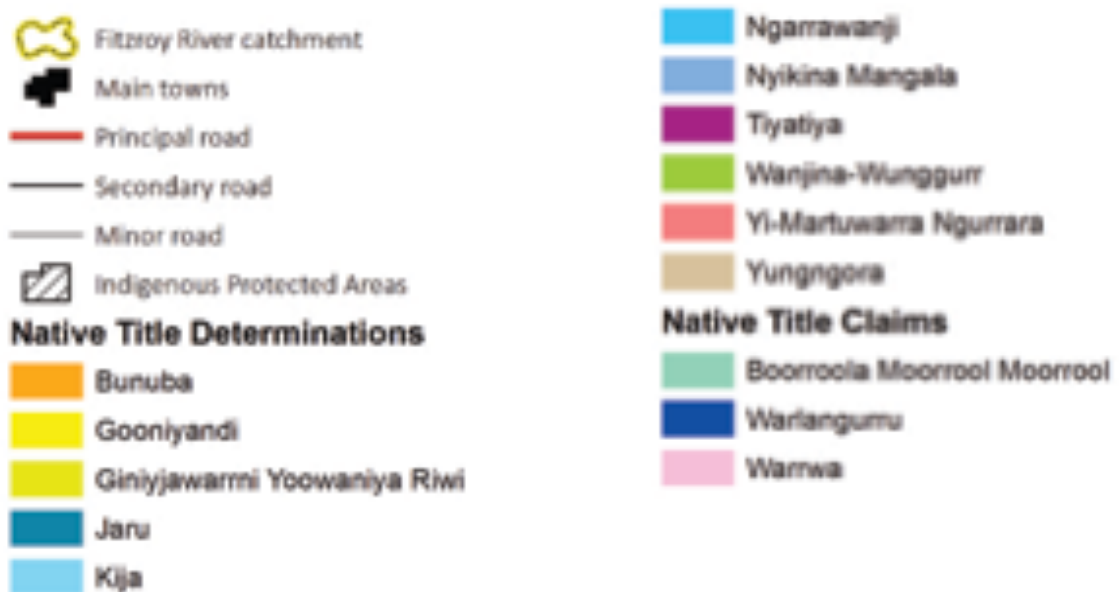 Fitzroy River catchment
Main towns
Principal road
Secondary road
Minor road
Indigenous Protected Areas
Native Title Determinations
Bunuba
Gooniyandi
Giniyjawarrni Yoowaniya Riwi
Jaru
Kija
Ngarrawanji
Nyikina Mangala
Tiyatiya
Wanjina-Wunggurr
Yi-Martuwarra Ngurrara
Yungngora
Native Title Claims
Boorroola Moorrool Moorrool
Warlangurru
Warrwa